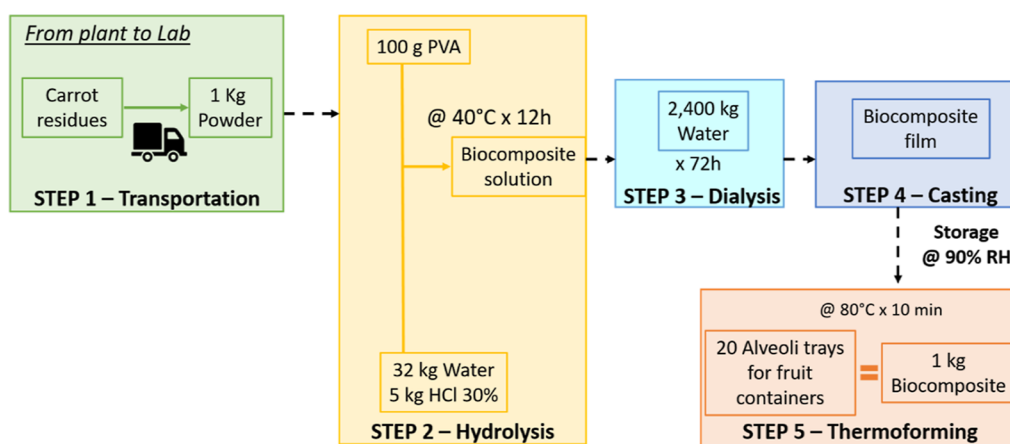 From plant to Lab
Carrot
residues
1 Kg
Powder
STEP 1 – Transportation
100 g PVA
@ 40°C x 12h
Biocomposite
solution
32 kg Water
5 kg HCl 30%
STEP 2 – Hydrolysis
2,400 kg
Water
x 72h
STEP 3 – Dialysis
Biocomposite
film
STEP 4 – Casting
Storage
@ 90% RH
@ 80°C x 10 min
20 Alveoli trays
for fruit
containers
=
1 kg
Biocomposite
STEP 5 – Thermoforming